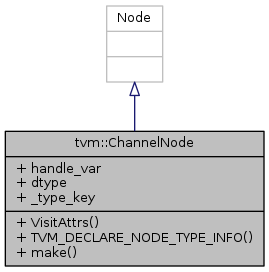 Node
tvm::ChannelNode
+ handle_var
+ dtype
+ _type_key
+ VisitAttrs()
+ TVM_DECLARE_NODE_TYPE_INFO()
+ make()